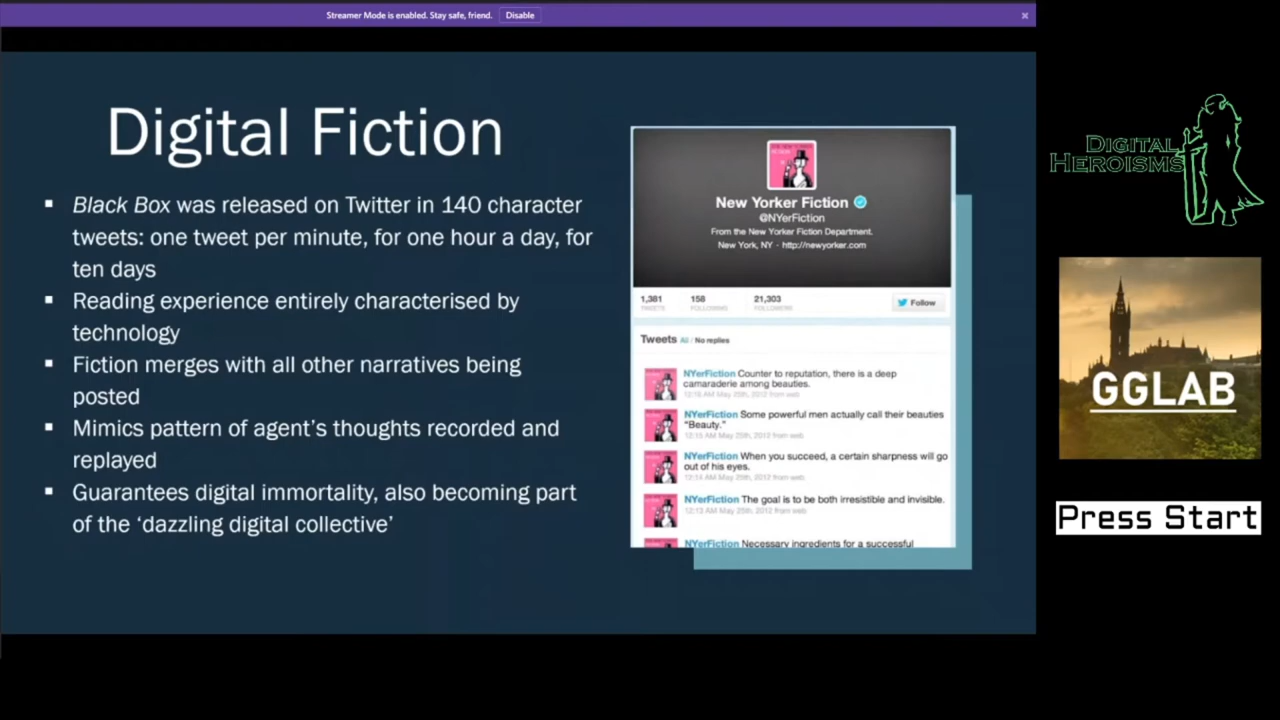 Streamer Mode is enabled. Stay safe, friend. Disable
Digital Fiction
Black Box was released on Twitter in 140 character
tweets: one tweet per minute, for one hour a day, for
ten days
Reading experience entirely characterised by
technology
Fiction merges with all other narratives being
posted
Mimics pattern of agent's thoughts recorded and
replayed
Guarantees digital immortality, also becoming part
of the ‘dazzling digital collective’
New Yorker Fiction
@NYerFiction
From the New Yorker Fiction Department.
New York, NY - http://newyorker.com
1,381 158 21,303
TWEETS FOLLOWING FOLLOWERS
Follow
Tweets All / No replies
NYerFiction Counter to reputation, there is a deep
camaraderie among beauties.
12:16 AM May 25th, 2012 from web
NYerFiction Some powerful men actually call their beauties
“Beauty.”
12:15 AM May 25th, 2012 from web
NYerFiction When you succeed, a certain sharpness will go
out of his eyes.
12:14 AM May 25th, 2012 from web
NYerFiction The goal is to be both irresistible and invisible.
12:13 AM May 25th, 2012 from web
NYerFiction Necessary ingredients for a successful
DIGITAL
HEROISMS
GGLAB
Press Start